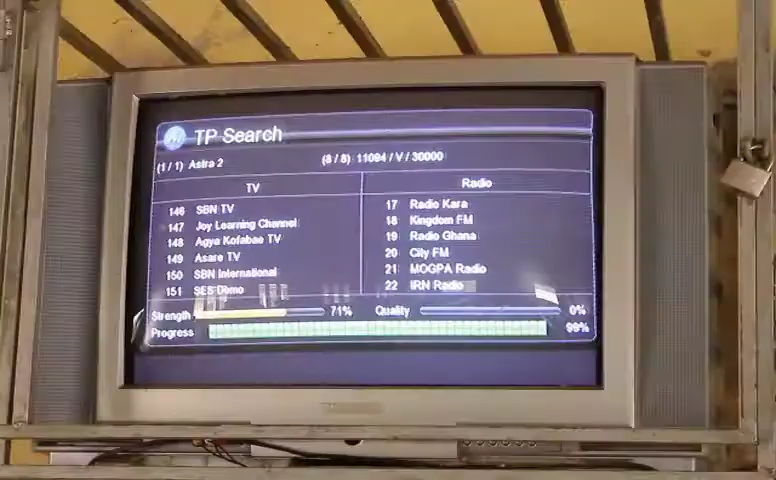 TP Search
(1 / 1) Astra 2 (8 / 8) 11094 / V / 30000
TV Radio
146 SBN TV 17 Radio Kara
147 Joy Learning Channel 18 Kingdom FM
148 Agya Kofabae TV 19 Radio Ghana
149 Asare TV 20 City FM
150 SBN International 21 MOGPA Radio
151 SES Demo 22 IRN Radio
Strength 71% Quality 0%
Progress 99%